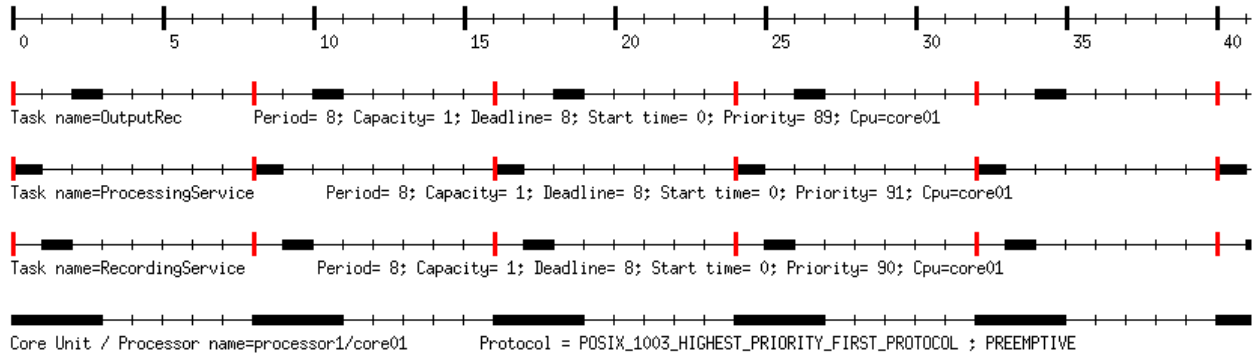 0 5 10 15 20 25 30 35 40
Task name=OutputRec Period= 8; Capacity= 1; Deadline= 8; Start time= 0; Priority= 89; Cpu=core01
Task name=ProcessingService Period= 8; Capacity= 1; Deadline= 8; Start time= 0; Priority= 91; Cpu=core01
Task name=RecordingService Period= 8; Capacity= 1; Deadline= 8; Start time= 0; Priority= 90; Cpu=core01
Core Unit / Processor name=processor1/core01 Protocol = POSIX_1003_HIGHEST_PRIORITY_FIRST_PROTOCOL ; PREEMPTIVE